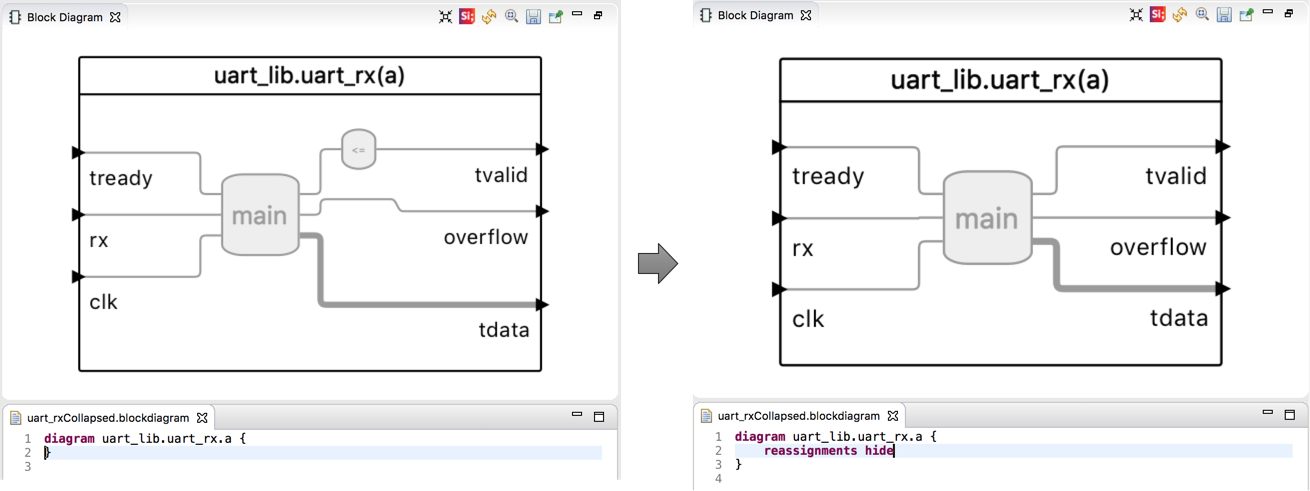 Block Diagram
Si;
uart_lib.uart_rx(a)
<=
tready
tvalid
main
rx
overflow
clk
tdata
uart_rxCollapsed.blockdiagram
1 diagram uart_lib.uart_rx.a {
2 }
3
Block Diagram
Si;
uart_lib.uart_rx(a)
tready
tvalid
main
rx
overflow
clk
tdata
uart_rxCollapsed.blockdiagram
1 diagram uart_lib.uart_rx.a {
2 reassignments hide
3 }
4